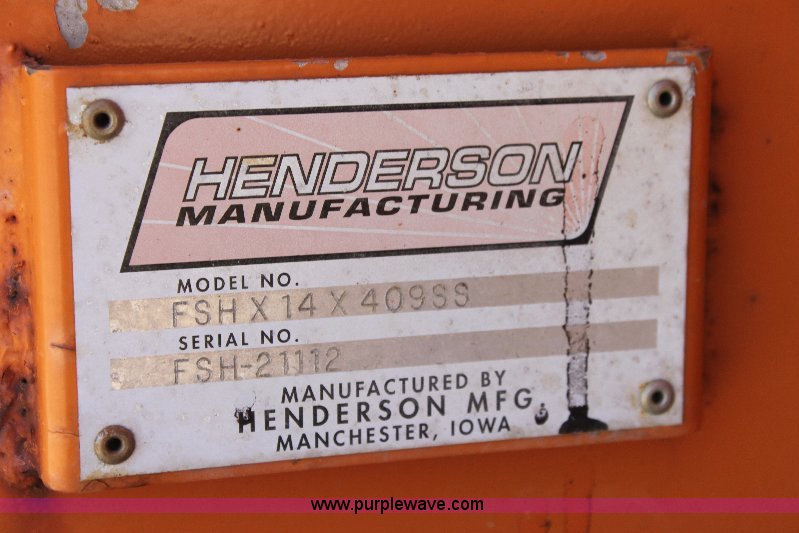 HENDERSON
MANUFACTURING
MODEL NO.
FSH X 14 X 409SS
SERIAL NO.
FSH-21112
MANUFACTURED BY
HENDERSON MFG.
MANCHESTER, IOWA
www.purplewave.com